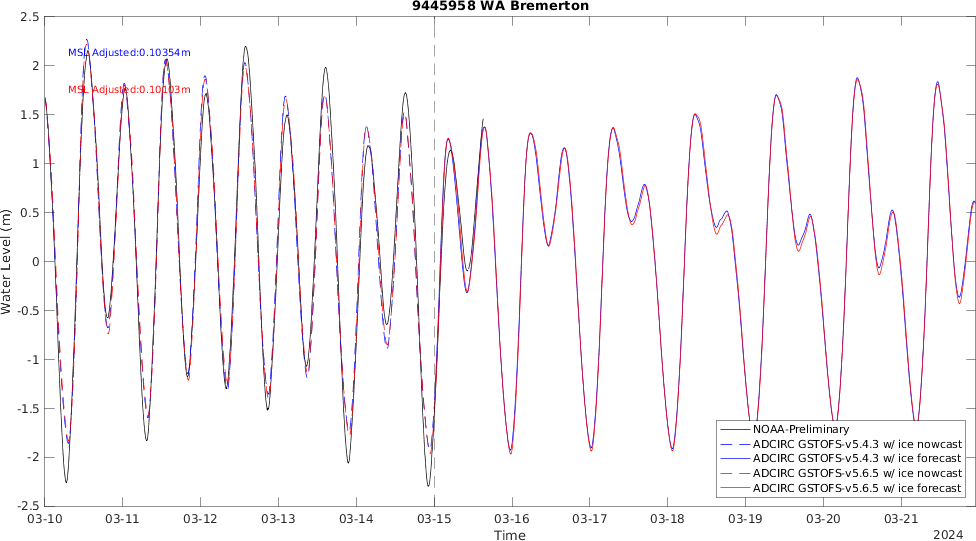 9445958 WA Bremerton
MSL Adjusted:0.10354m
MSL Adjusted:0.10103m
Water Level (m)
2.5
2
1.5
1
0.5
0
-0.5
-1
-1.5
-2
-2.5
03-10 03-11 03-12 03-13 03-14 03-15 03-16 03-17 03-18 03-19 03-20 03-21
Time
2024
NOAA-Preliminary
ADCIRC GSTOFS-v5.4.3 w/ ice nowcast
ADCIRC GSTOFS-v5.4.3 w/ ice forecast
ADCIRC GSTOFS-v5.6.5 w/ ice nowcast
ADCIRC GSTOFS-v5.6.5 w/ ice forecast